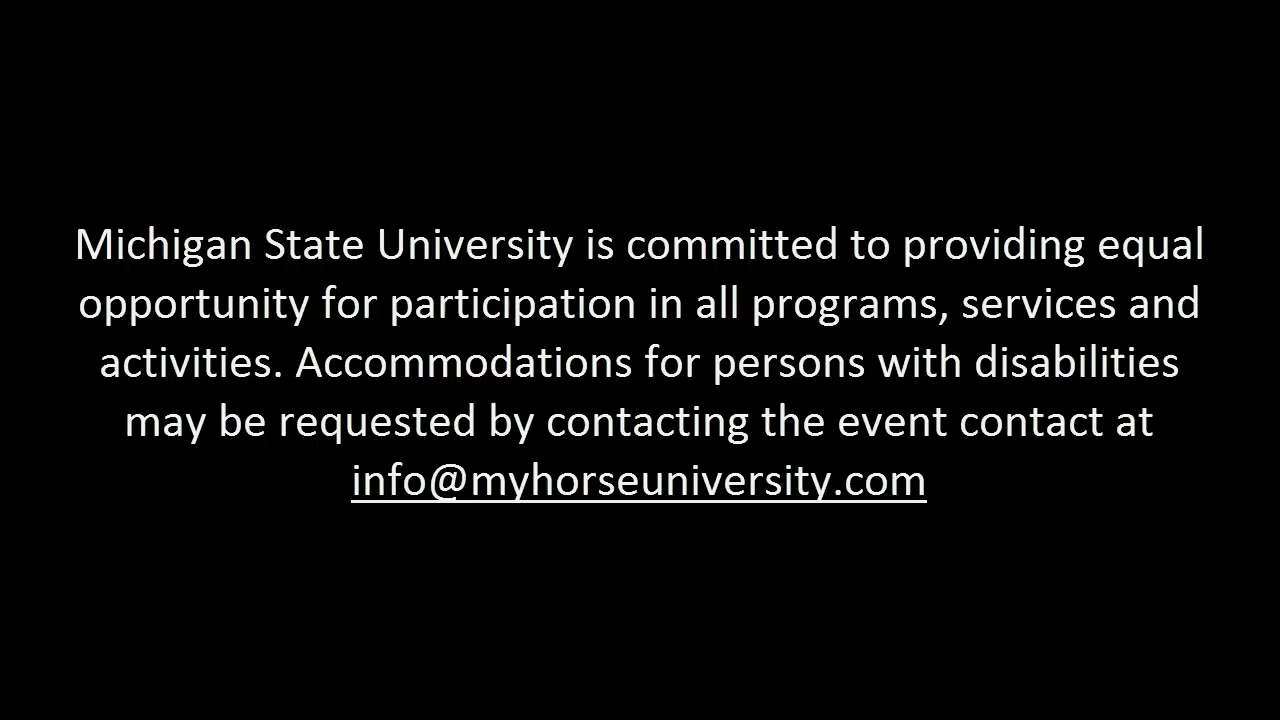 Michigan State University is committed to providing equal
opportunity for participation in all programs, services and
activities. Accommodations for persons with disabilities
may be requested by contacting the event contact at
info@myhorseuniversity.com